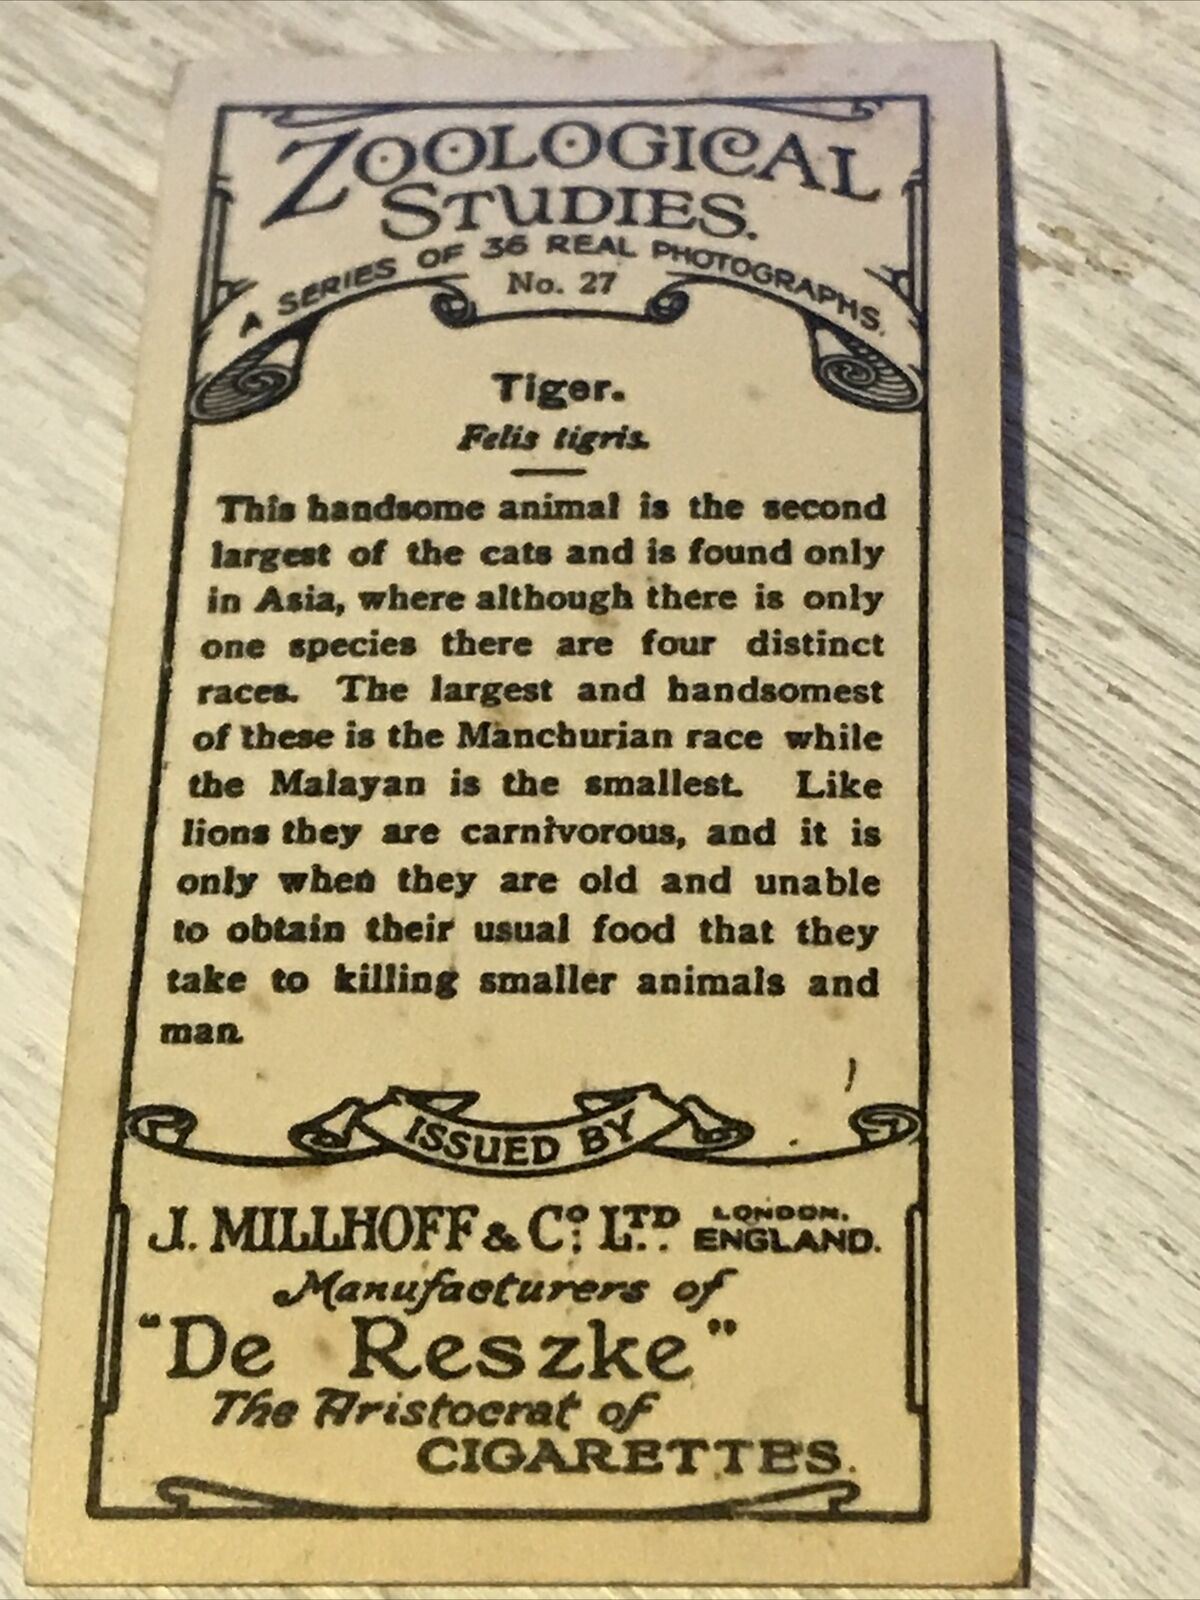 ZOOLOGICAL
STUDIES.
A SERIES OF 36 REAL PHOTOGRAPHS.
No. 27
Tiger.
Felis tigris.
This handsome animal is the second
largest of the cats and is found only
in Asia, where although there is only
one species there are four distinct
races. The largest and handsomest
of these is the Manchurian race while
the Malayan is the smallest. Like
lions they are carnivorous, and it is
only when they are old and unable
to obtain their usual food that they
take to killing smaller animals and
man.
ISSUED BY
J. MILLHOFF & Co. LTD. LONDON, ENGLAND.
Manufacturers of
"De Reszke"
The Aristocrat of
CIGARETTES.